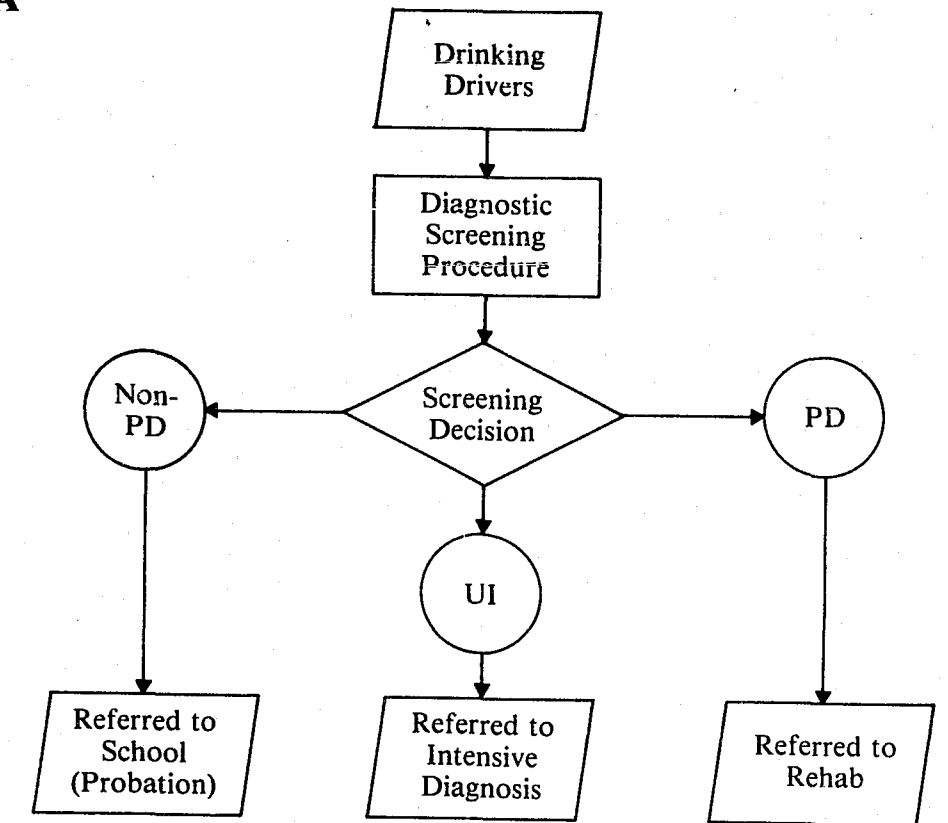 A
Drinking
Drivers
Diagnostic
Screening
Procedure
Non-
PD
Screening
Decision
PD
UI
Referred to
School
(Probation)
Referred to
Intensive
Diagnosis
Referred to
Rehab